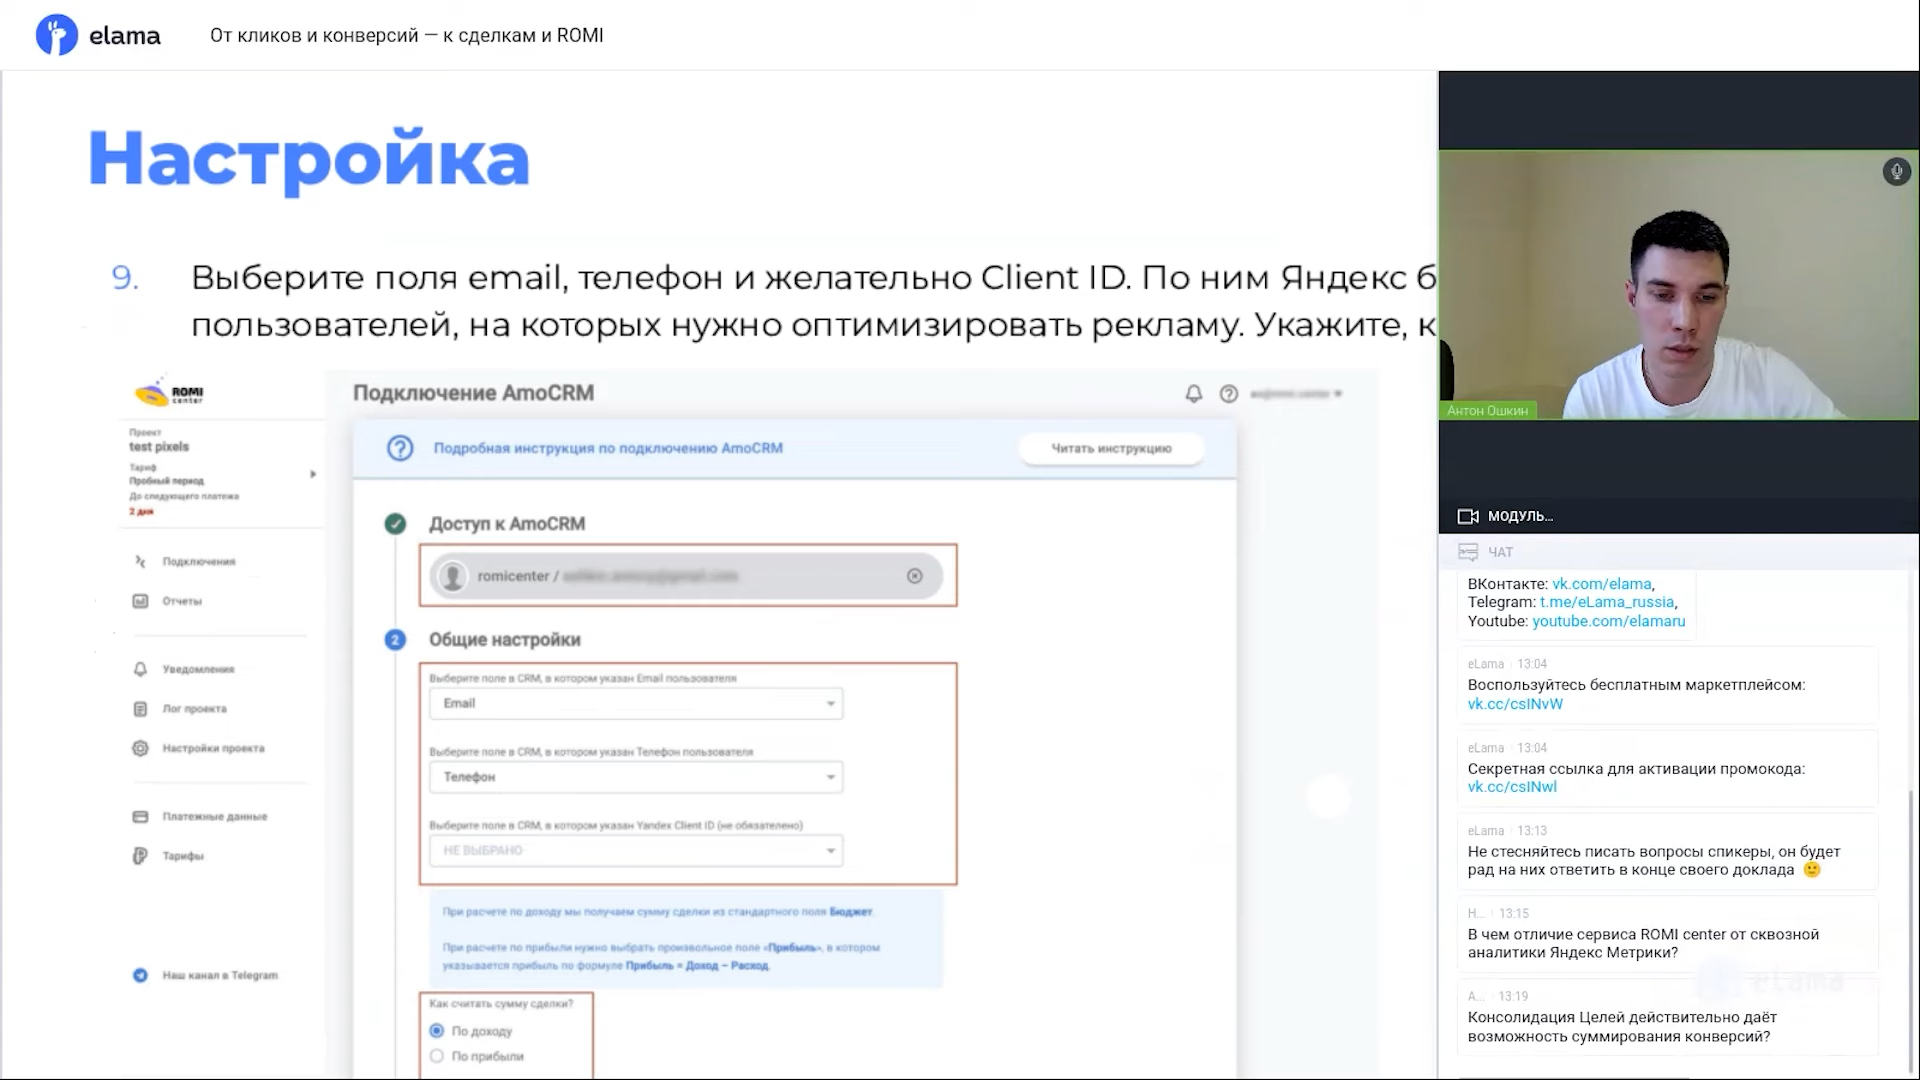 elama
От кликов и конверсий — к сделкам и ROMI
Настройка
9. Выберите поля email, телефон и желательно Client ID. По ним Яндекс б
пользователей, на которых нужно оптимизировать рекламу. Укажите, к
ROMI
center
Подключение AmoCRM
Проект
test pixels
Тариф
Пробный период
До следующего платежа
2 дня
Подробная инструкция по подключению AmoCRM
Читать инструкцию
Подключения
Отчеты
Уведомления
Лог проекта
Настройки проекта
Платежные данные
Тарифы
Наш канал в Telegram
Доступ к AmoCRM
romicenter /
2
Общие настройки
Выберите поле в CRM, в котором указан Email пользователя
Email
Выберите поле в CRM, в котором указан Телефон пользователя
Телефон
Выберите поле в CRM, в котором указан Yandex Client ID (не обязателено)
НЕ ВЫБРАНО
При расчете по доходу мы получаем сумму сделки из стандартного поля Бюджет.
При расчете по прибыли нужно выбрать произвольное поле «Прибыль», в котором
указывается прибыль по формуле Прибыль = Доход – Расход.
Как считать сумму сделки?
По доходу
По прибыли
Антон Ошкин
МОДУЛЬ...
ЧАТ
ВКонтакте: vk.com/elama,
Telegram: t.me/eLama_russia,
Youtube: youtube.com/elamaru
eLama 13:04
Воспользуйтесь бесплатным маркетплейсом:
vk.cc/csINvW
eLama 13:04
Секретная ссылка для активации промокода:
vk.cc/csINwl
eLama 13:13
Не стесняйтесь писать вопросы спикеры, он будет
рад на них ответить в конце своего доклада 🙂
Н... 13:15
В чем отличие сервиса ROMI center от сквозной
аналитики Яндекс Метрики?
elama
А... 13:19
Консолидация Целей действительно даёт
возможность суммирования конверсий?